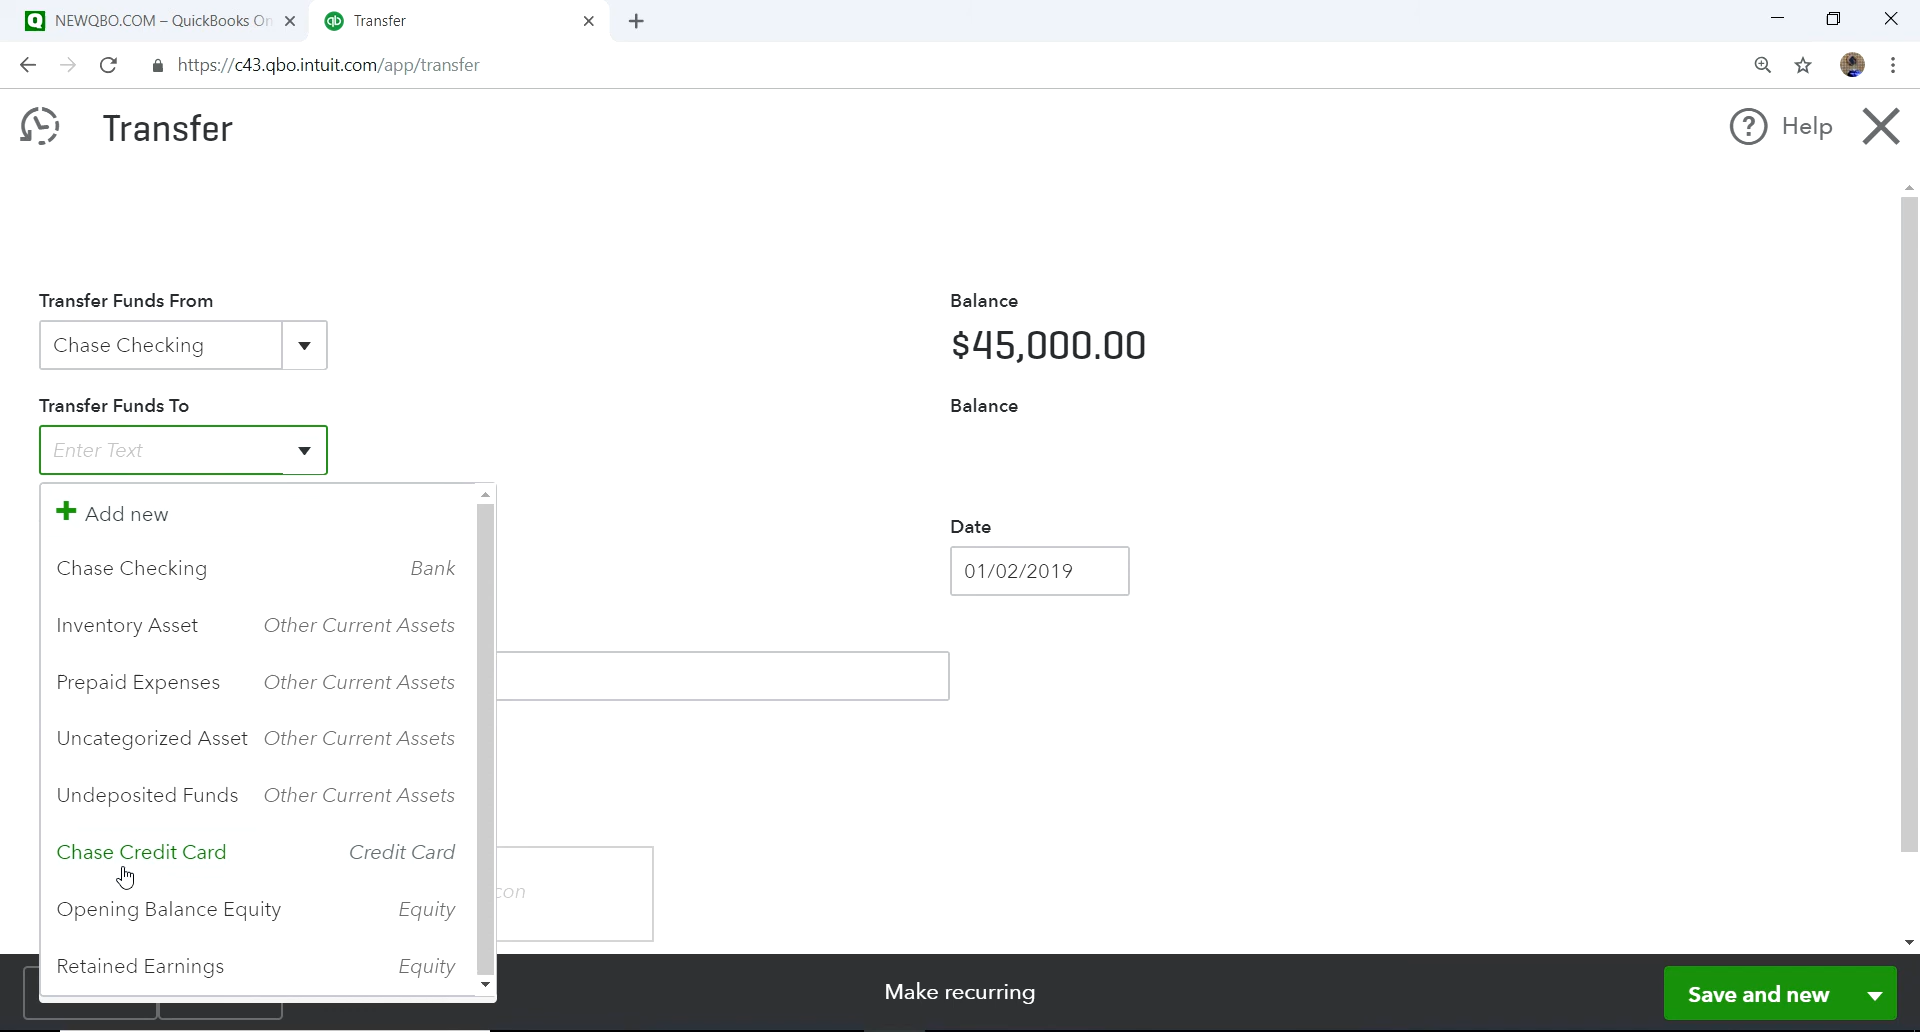 NEWQBO.COM – QuickBooks On
qb Transfer
https://c43.qbo.intuit.com/app/transfer
Transfer
? Help
Transfer Funds From
Balance
Chase Checking
$45,000.00
Transfer Funds To
Balance
Enter Text
Add new
Date
Chase Checking Bank
01/02/2019
Inventory Asset Other Current Assets
Prepaid Expenses Other Current Assets
Uncategorized Asset Other Current Assets
Undeposited Funds Other Current Assets
Chase Credit Card Credit Card
Opening Balance Equity Equity
Retained Earnings Equity
Make recurring
Save and new